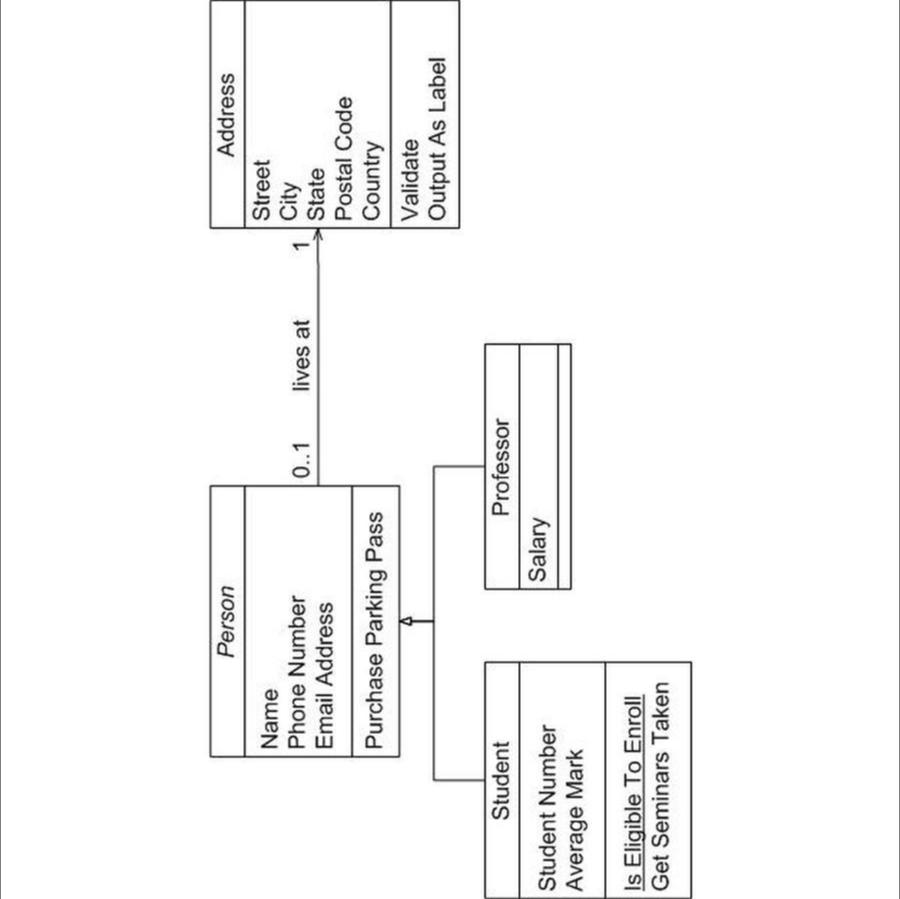 Person
Name
Phone Number
Email Address
Purchase Parking Pass
0..1
lives at
1
Address
Street
City
State
Postal Code
Country
Validate
Output As Label
Student
Student Number
Average Mark
Is Eligible To Enroll
Get Seminars Taken
Professor
Salary